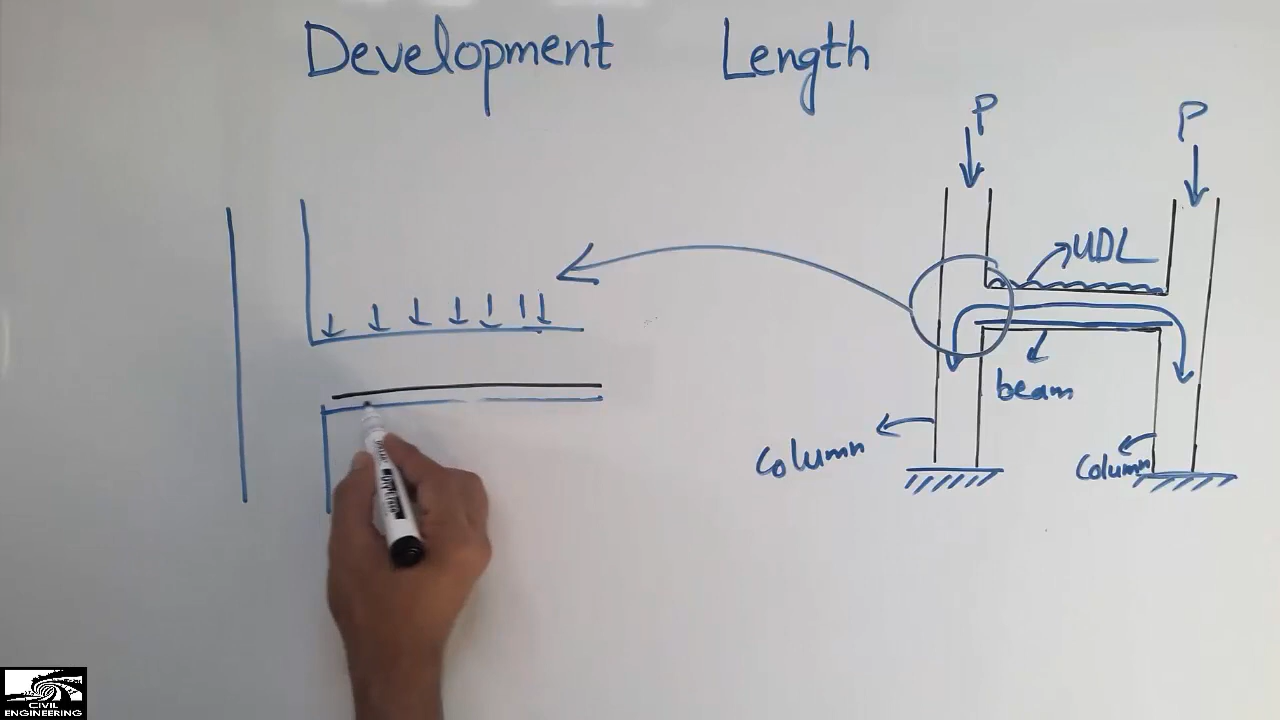 Development Length
P
P
UDL
beam
Column
Column
CIVIL
ENGINEERING